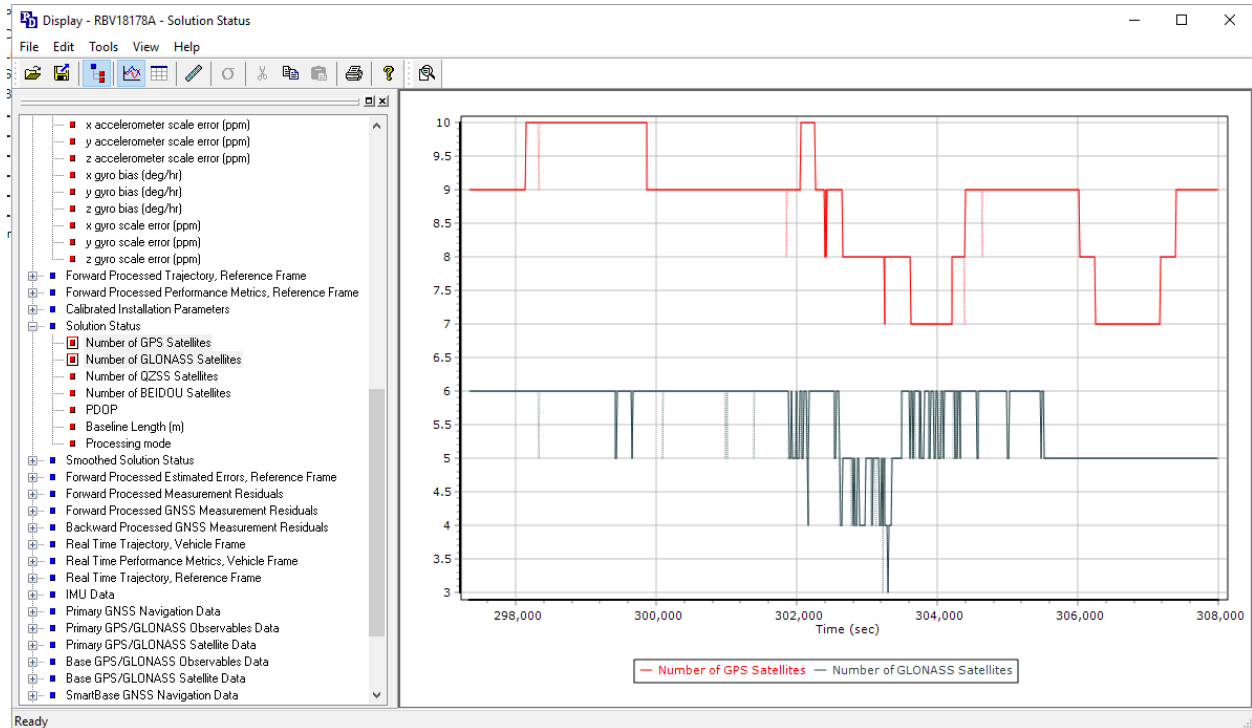 Display - RBV18178A - Solution Status
File Edit Tools View Help
x accelerometer scale error (ppm)
y accelerometer scale error (ppm)
z accelerometer scale error (ppm)
x gyro bias (deg/hr)
y gyro bias (deg/hr)
z gyro bias (deg/hr)
x gyro scale error (ppm)
y gyro scale error (ppm)
z gyro scale error (ppm)
Forward Processed Trajectory, Reference Frame
Forward Processed Performance Metrics, Reference Frame
Calibrated Installation Parameters
Solution Status
Number of GPS Satellites
Number of GLONASS Satellites
Number of QZSS Satellites
Number of BEIDOU Satellites
PDOP
Baseline Length (m)
Processing mode
Smoothed Solution Status
Forward Processed Estimated Errors, Reference Frame
Forward Processed Measurement Residuals
Forward Processed GNSS Measurement Residuals
Backward Processed GNSS Measurement Residuals
Real Time Trajectory, Vehicle Frame
Real Time Performance Metrics, Vehicle Frame
Real Time Trajectory, Reference Frame
IMU Data
Primary GNSS Navigation Data
Primary GPS/GLONASS Observables Data
Primary GPS/GLONASS Satellite Data
Base GPS/GLONASS Observables Data
Base GPS/GLONASS Satellite Data
SmartBase GNSS Navigation Data
10
9.5
9
8.5
8
7.5
7
6.5
6
5.5
5
4.5
4
3.5
3
298,000 300,000 302,000 304,000 306,000 308,000
Time (sec)
Number of GPS Satellites Number of GLONASS Satellites
Ready